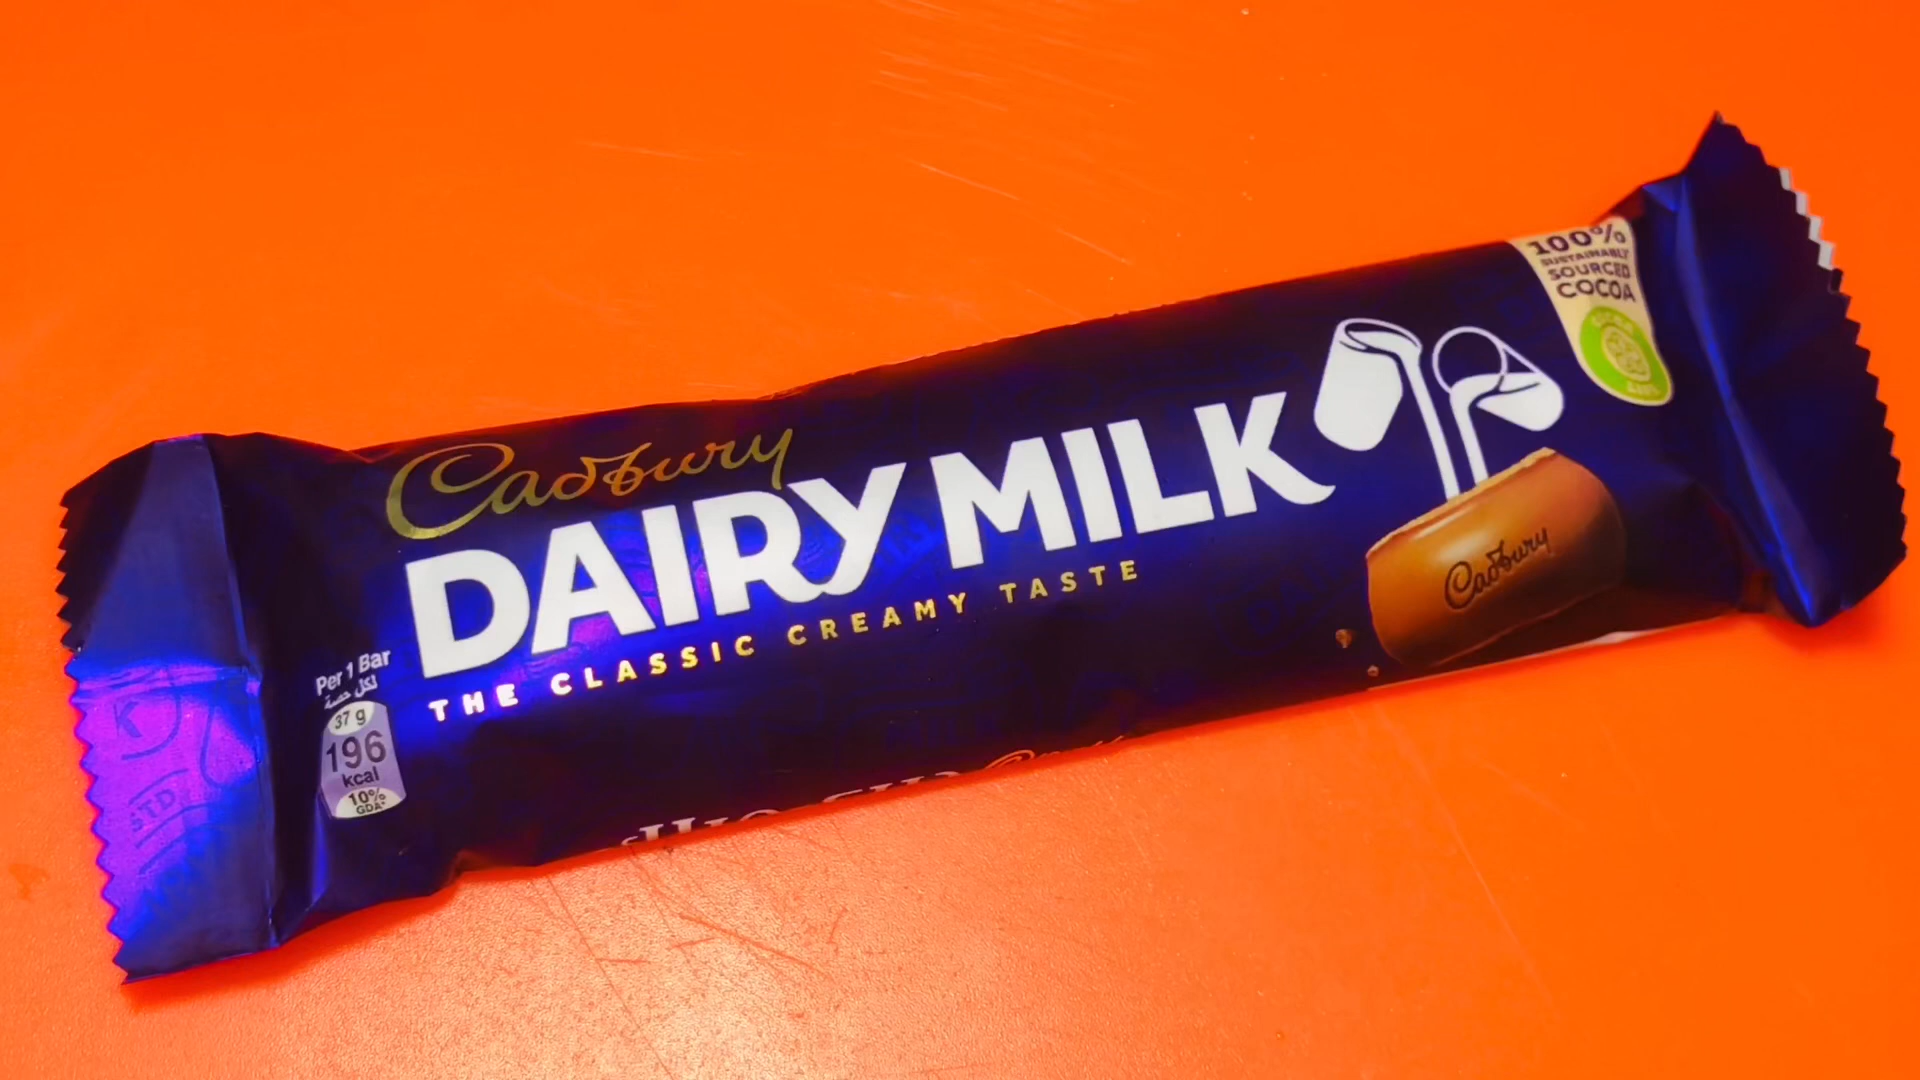 Cadbury
DAIRY MILK
THE CLASSIC CREAMY TASTE
100%
SUSTAINABLY
SOURCED
COCOA
Cadbury
Per 1 Bar
لكل حصة
37 g
196
kcal
10%
GDA*